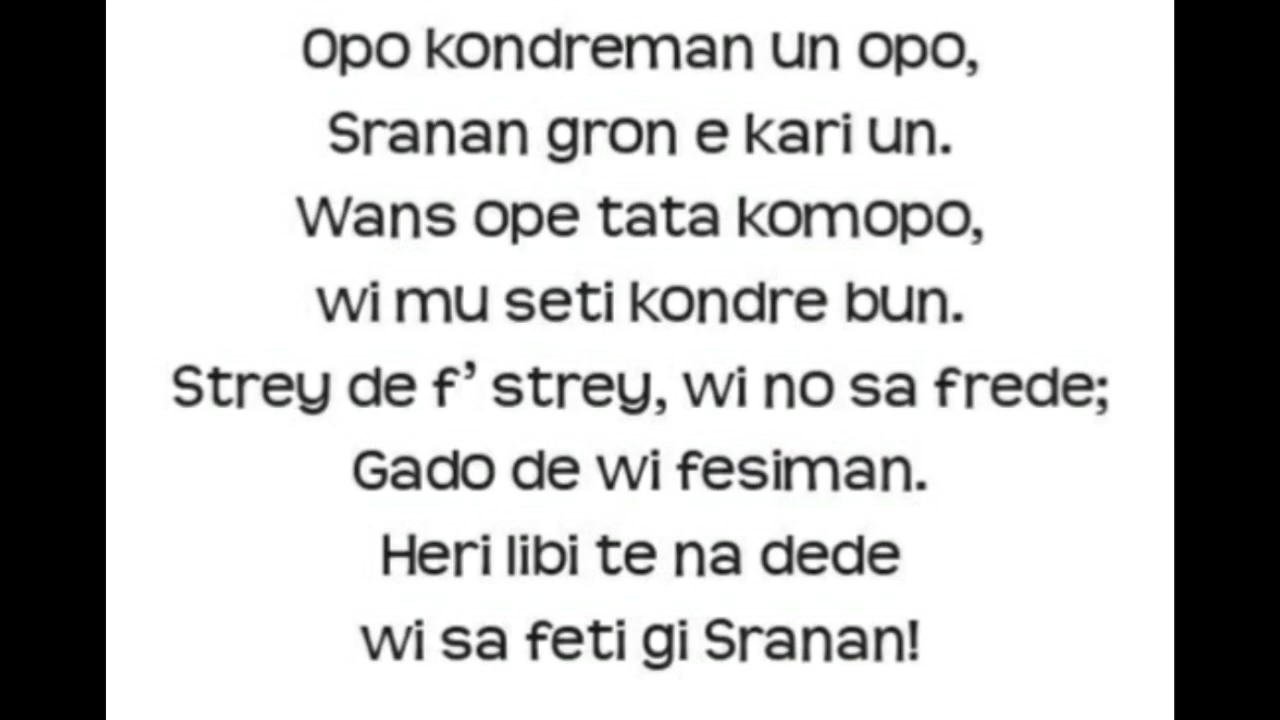 Opo kondreman un opo,
Sranan gron e kari un.
Wans ope tata komopo,
wi mu seti kondre bun.
Strey de f’ strey, wi no sa frede;
Gado de wi fesiman.
Heri libi te na dede
wi sa feti gi Sranan!